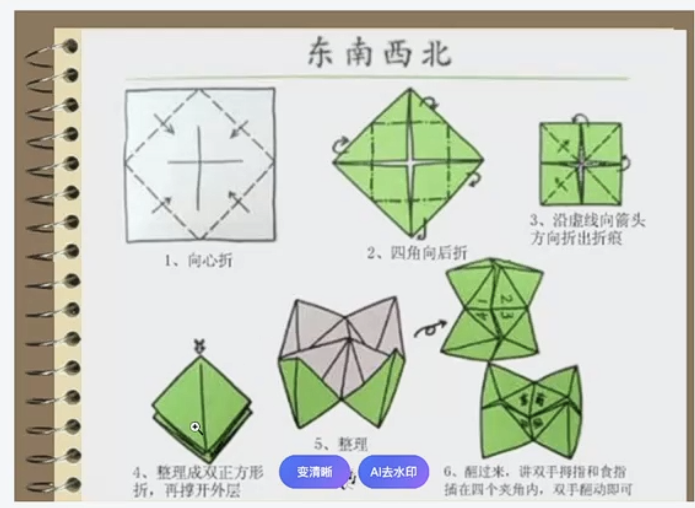 东南西北
1、向心折
2、四角向后折
3、沿虚线向箭头
方向折出折痕
4、整理成双正方形
折，再撑开外层
5、整理
变清晰
AI去水印
1 2
4 3
6、翻过来，讲双手拇指和食指
插在四个夹角内，双手翻动即可